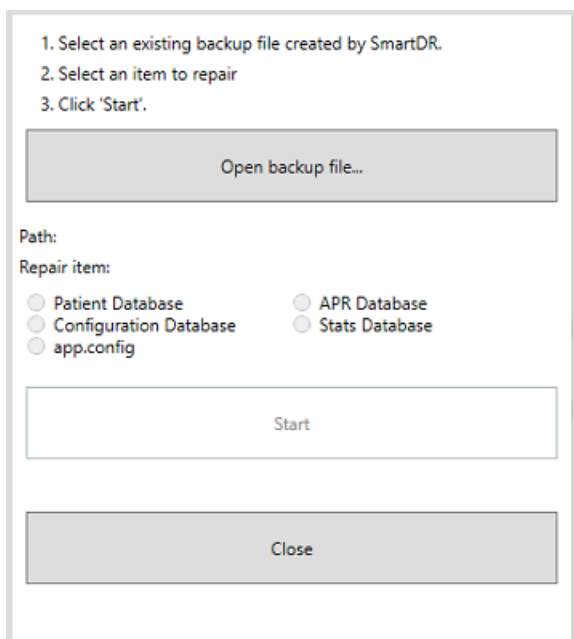 1. Select an existing backup file created by SmartDR.
2. Select an item to repair
3. Click 'Start'.
Open backup file...
Path:
Repair item:
Patient Database
APR Database
Configuration Database
Stats Database
app.config
Start
Close